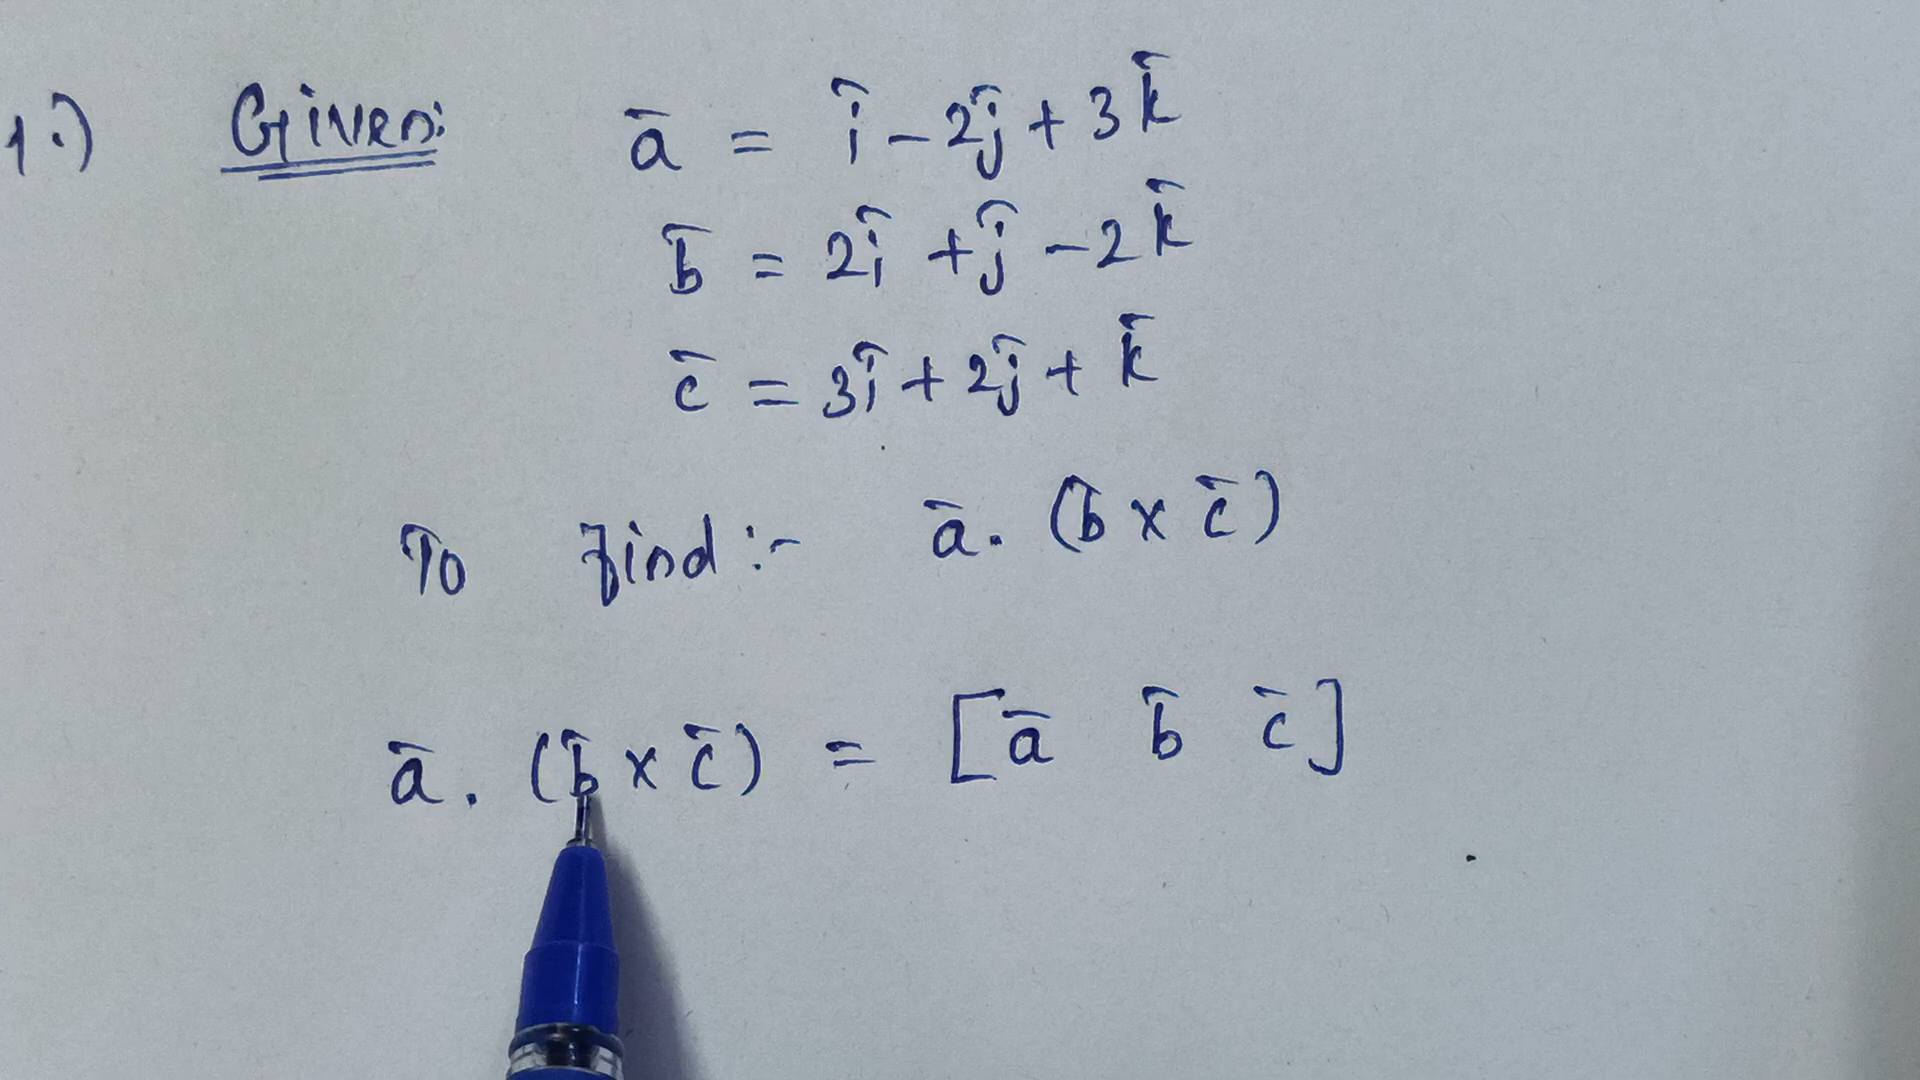 1.) Given: a̅ = î - 2ĵ + 3k̂
b̅ = 2î + ĵ - 2k̂
c̅ = 3î + 2ĵ + k̂
To find :- a̅ . (b̅ × c̅)
a̅ . (b̅ × c̅) = [a̅ b̅ c̅]